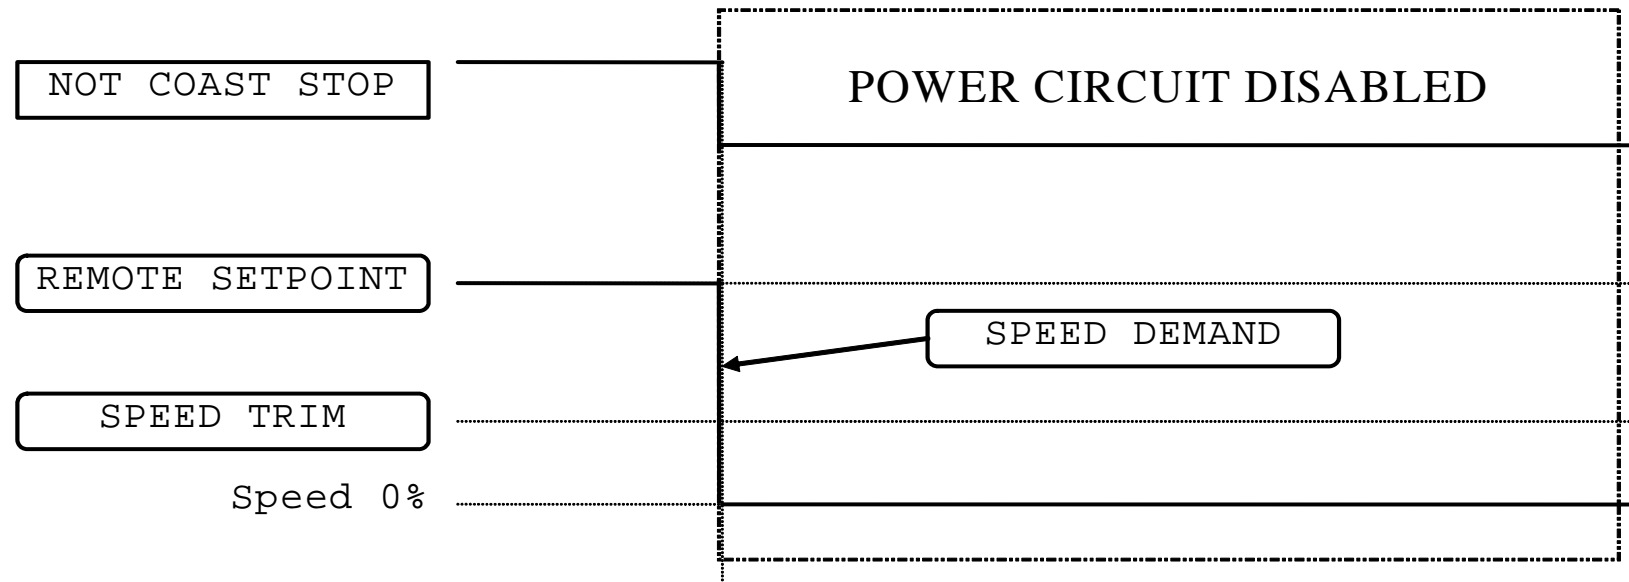 NOT COAST STOP
POWER CIRCUIT DISABLED
REMOTE SETPOINT
SPEED DEMAND
SPEED TRIM
Speed 0%